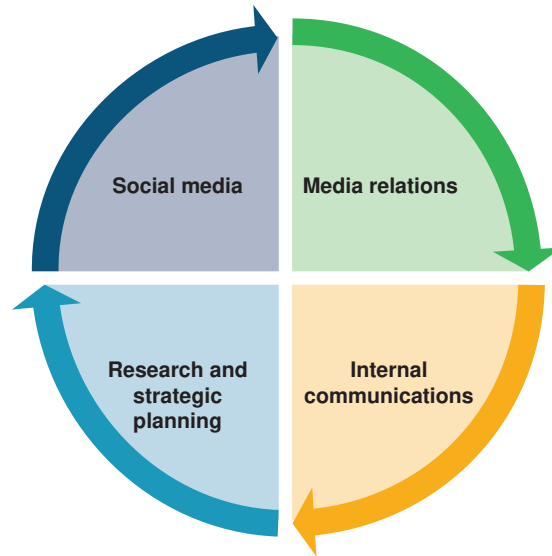 Social media
Media relations
Research and
strategic
planning
Internal
communications